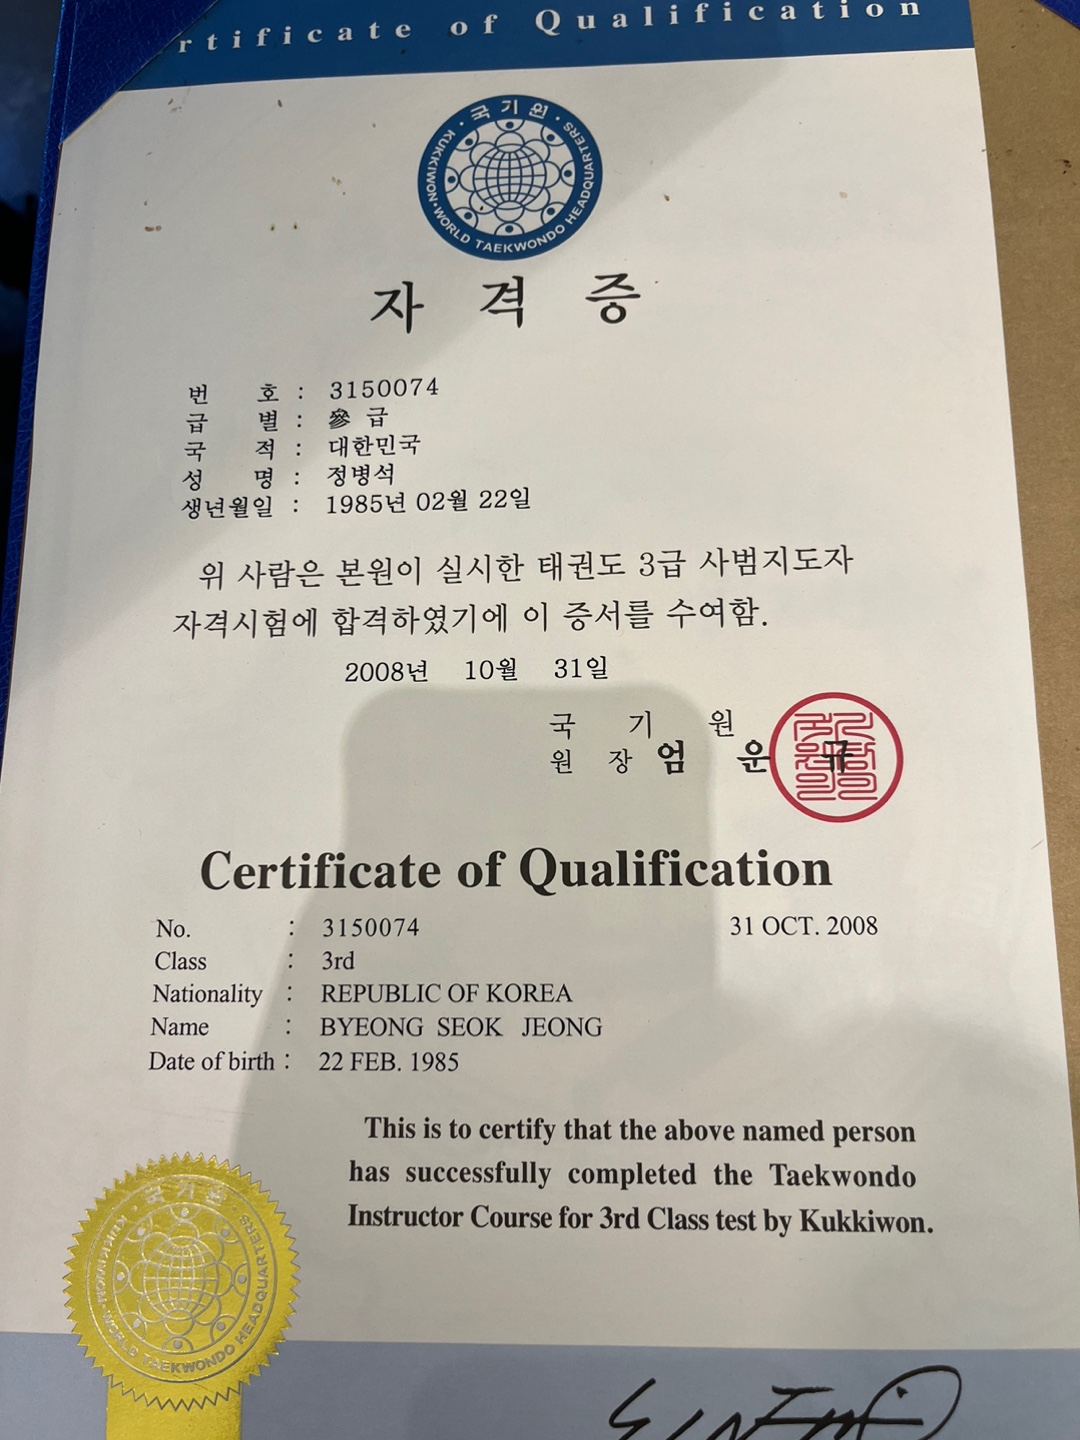 rtificate of Qualification
· 국기원 ·
KUKKIWON · WORLD TAEKWONDO HEADQUARTERS
자 격 증
번 호 : 3150074
급 별 : 參 급
국 적 : 대한민국
성 명 : 정병석
생년월일 : 1985년 02월 22일
위 사람은 본원이 실시한 태권도 3급 사범지도자
자격시험에 합격하였기에 이 증서를 수여함.
2008년 10월 31일
국 기 원
원 장 엄 운 규
Certificate of Qualification
No. : 3150074 31 OCT. 2008
Class : 3rd
Nationality : REPUBLIC OF KOREA
Name : BYEONG SEOK JEONG
Date of birth : 22 FEB. 1985
This is to certify that the above named person
has successfully completed the Taekwondo
Instructor Course for 3rd Class test by Kukkiwon.
· 국기원 ·
KUKKIWON · WORLD TAEKWONDO HEADQUARTERS